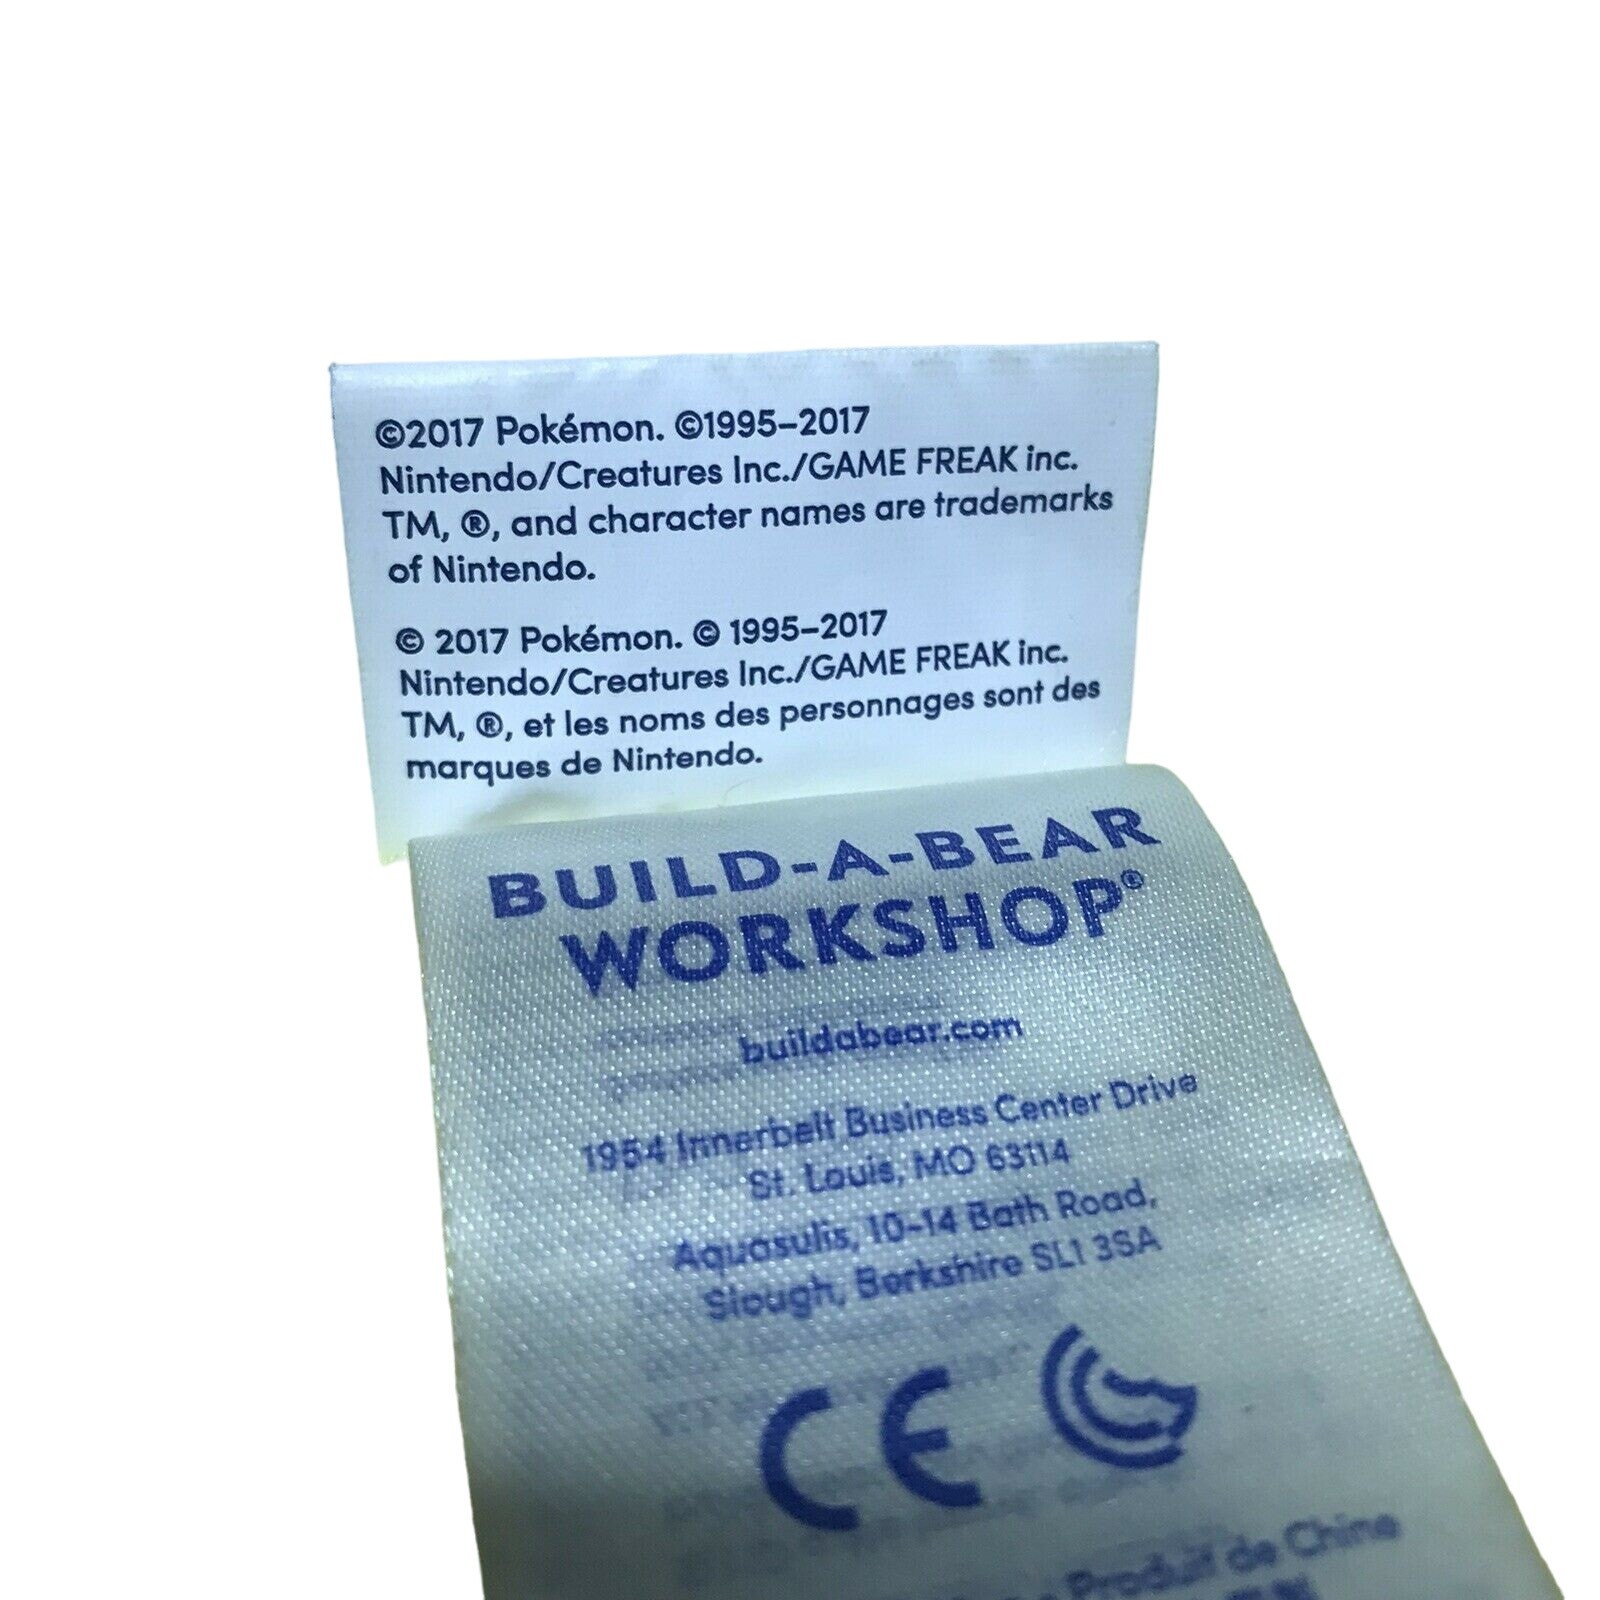 ©2017 Pokémon. ©1995–2017
Nintendo/Creatures Inc./GAME FREAK inc.
TM, ®, and character names are trademarks
of Nintendo.
© 2017 Pokémon. © 1995–2017
Nintendo/Creatures Inc./GAME FREAK inc.
TM, ®, et les noms des personnages sont des
marques de Nintendo.
BUILD-A-BEAR
WORKSHOP®
buildabear.com
1954 Innerbelt Business Center Drive
St. Louis, MO 63114
Aquasulis, 10-14 Bath Road,
Slough, Berkshire SL1 3SA
CE
Produit de Chine